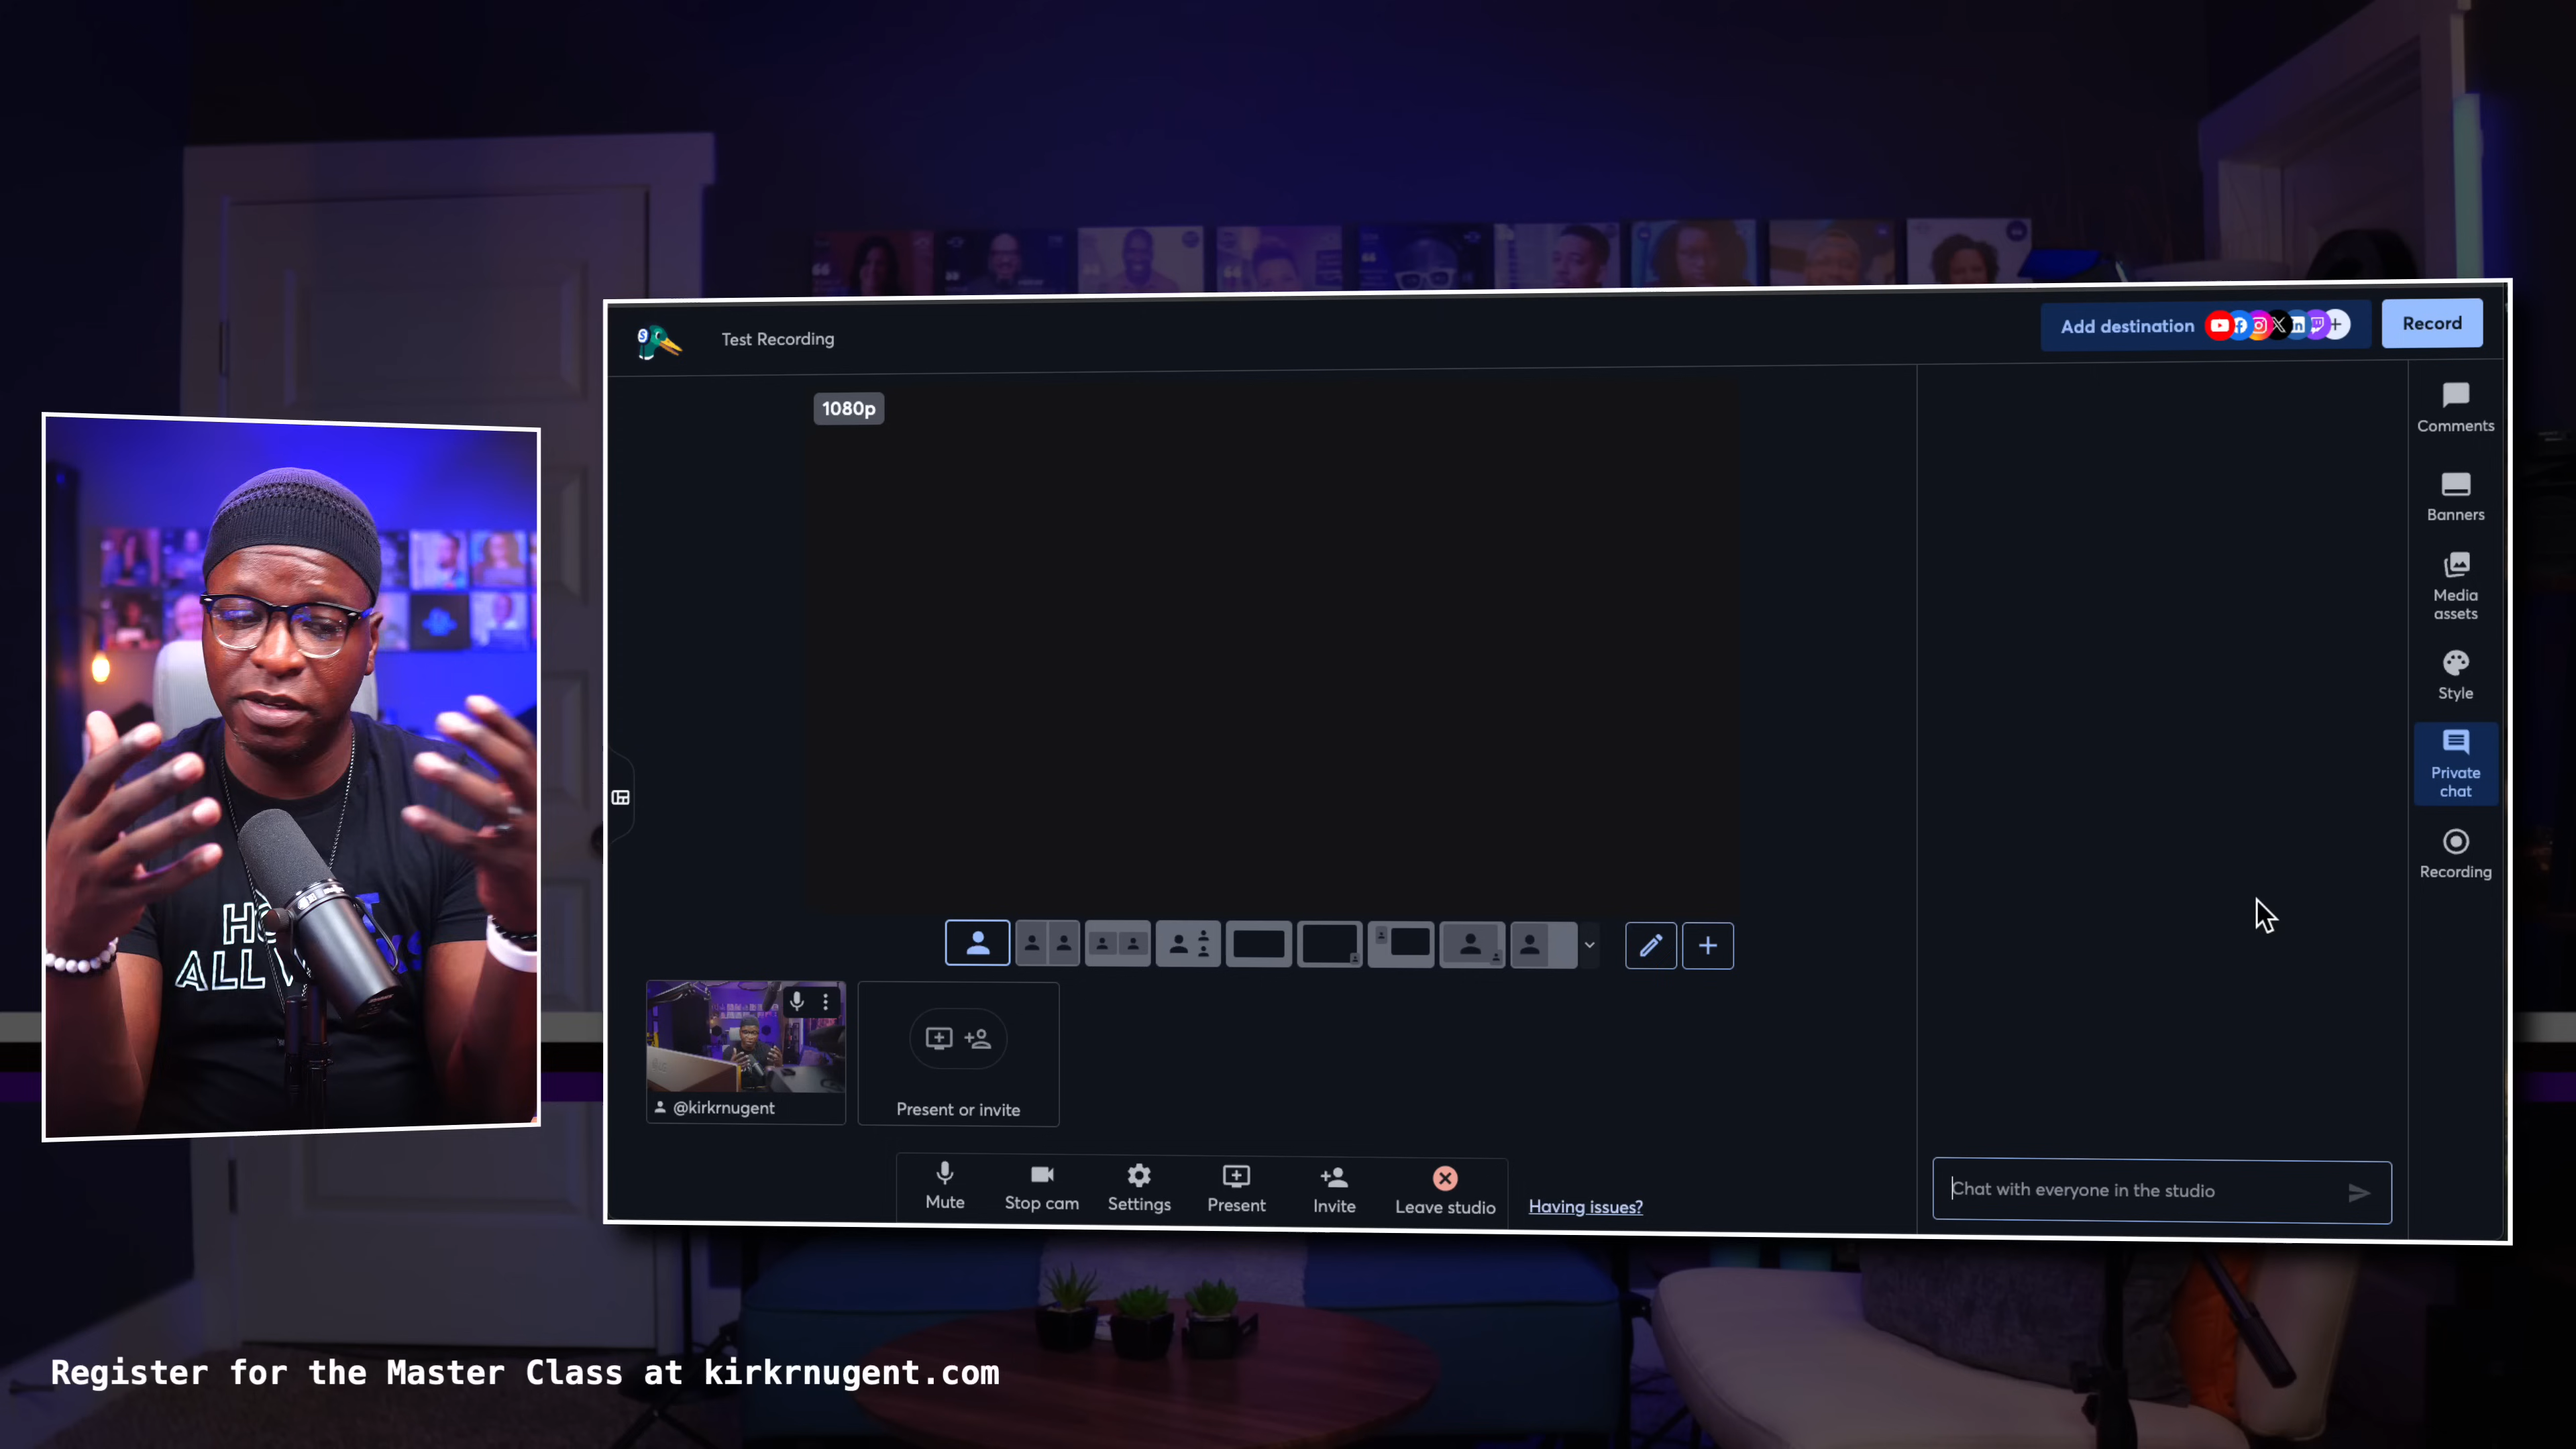 Test Recording
Add destination
Record
1080p
Comments
Banners
Media
assets
Style
Private
chat
Recording
@kirkrnugent
Present or invite
Mute
Stop cam
Settings
Present
Invite
Leave studio
Having issues?
Chat with everyone in the studio
ALL
Register for the Master Class at kirkrnugent.com